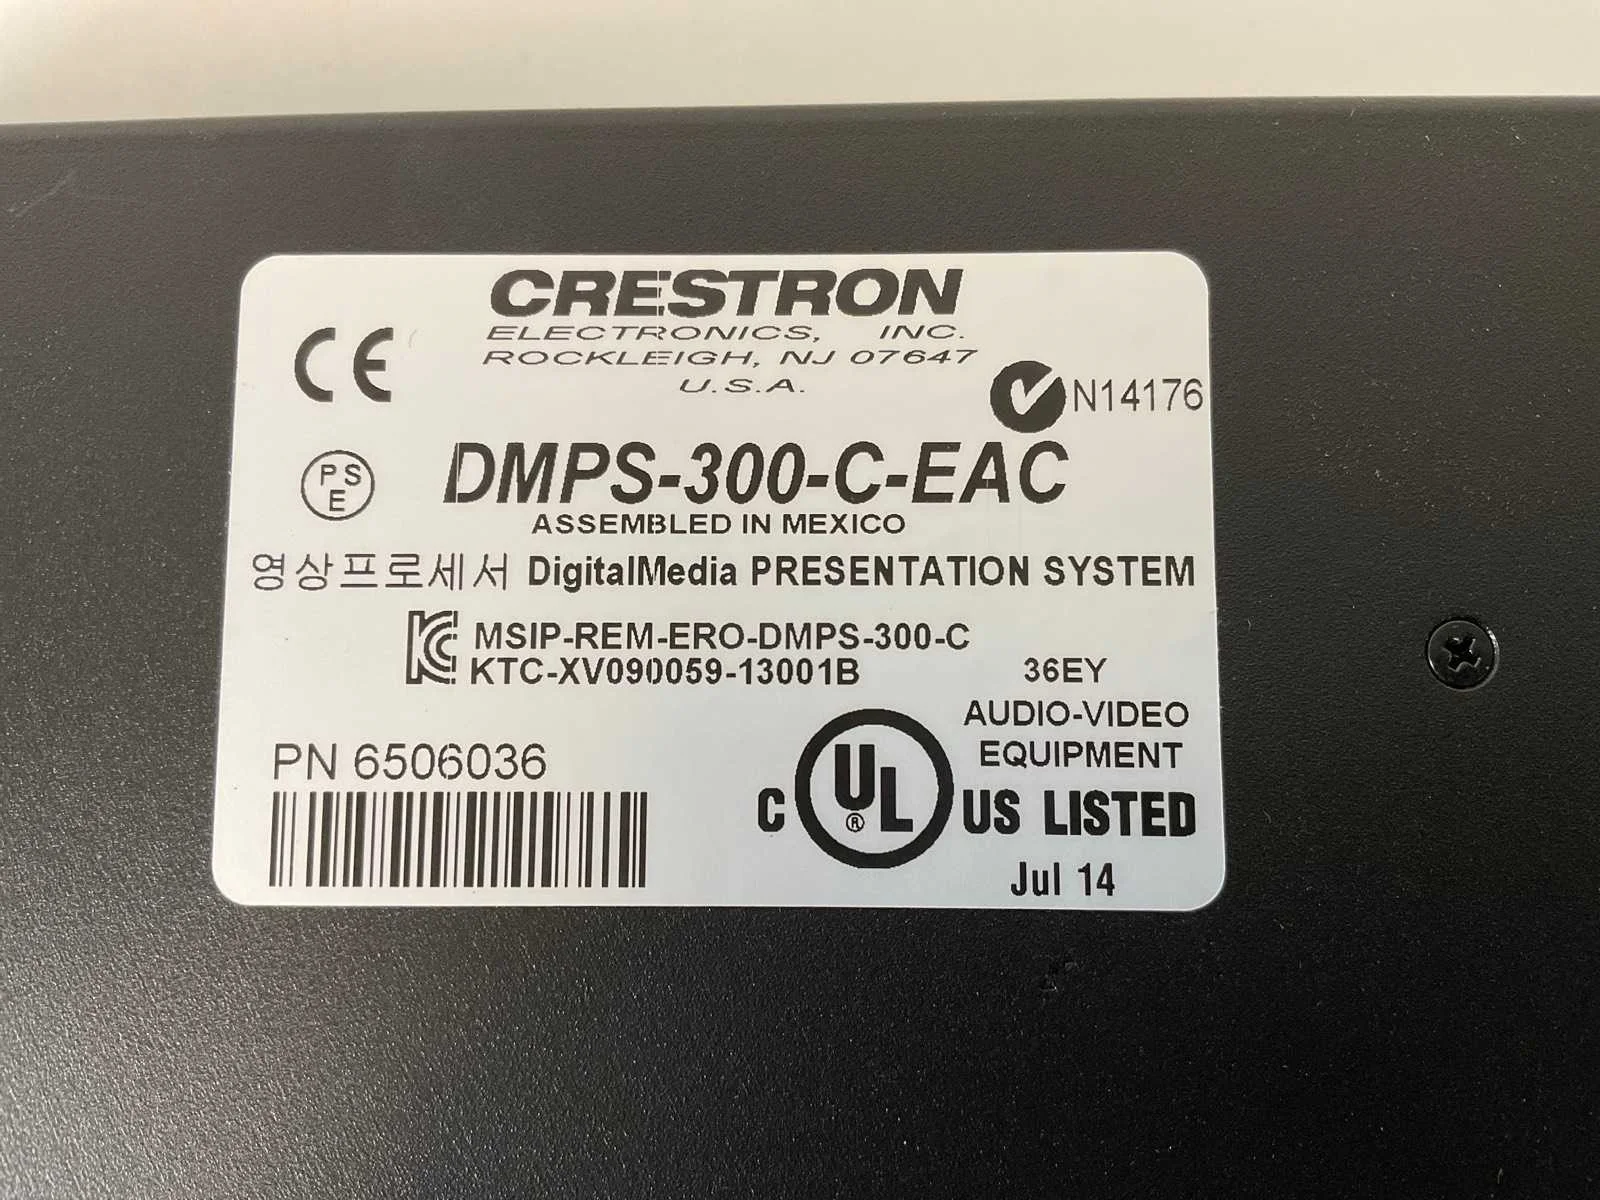 CRESTRON
ELECTRONICS, INC.
ROCKLEIGH, NJ 07647
U.S.A.
CE
N14176
PSE
DMPS-300-C-EAC
ASSEMBLED IN MEXICO
영상프로세서 DigitalMedia PRESENTATION SYSTEM
KC MSIP-REM-ERO-DMPS-300-C
KTC-XV090059-13001B
36EY
AUDIO-VIDEO
EQUIPMENT
PN 6506036
C UL® US LISTED
Jul 14